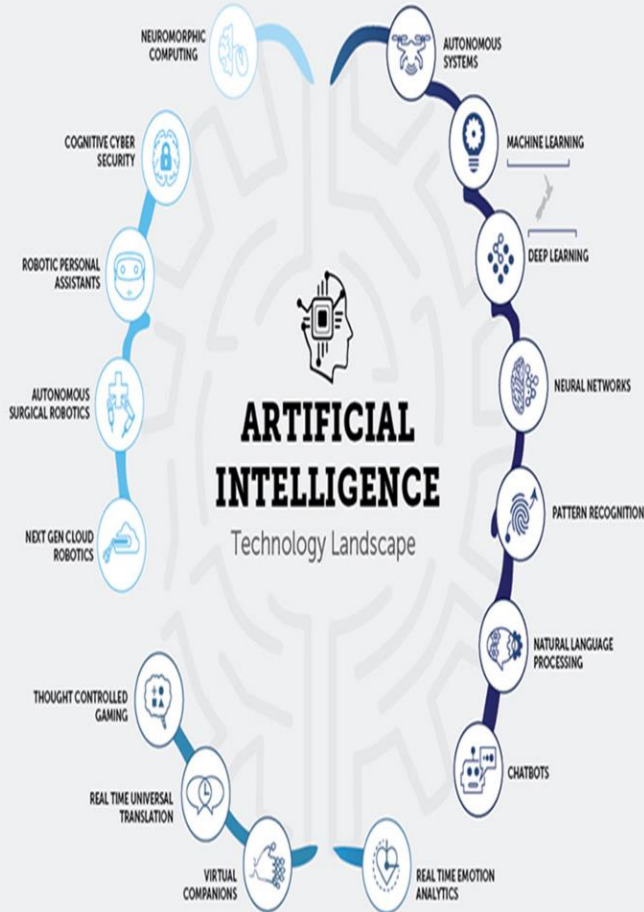 ARTIFICIAL
INTELLIGENCE
Technology Landscape
AUTONOMOUS
SYSTEMS
MACHINE LEARNING
DEEP LEARNING
NEURAL NETWORKS
PATTERN RECOGNITION
NATURAL LANGUAGE
PROCESSING
CHATBOTS
REAL TIME EMOTION
ANALYTICS
VIRTUAL
COMPANIONS
REAL TIME UNIVERSAL
TRANSLATION
THOUGHT CONTROLLED
GAMING
NEXT GEN CLOUD
ROBOTICS
AUTONOMOUS
SURGICAL ROBOTICS
ROBOTIC PERSONAL
ASSISTANTS
COGNITIVE CYBER
SECURITY
NEUROMORPHIC
COMPUTING